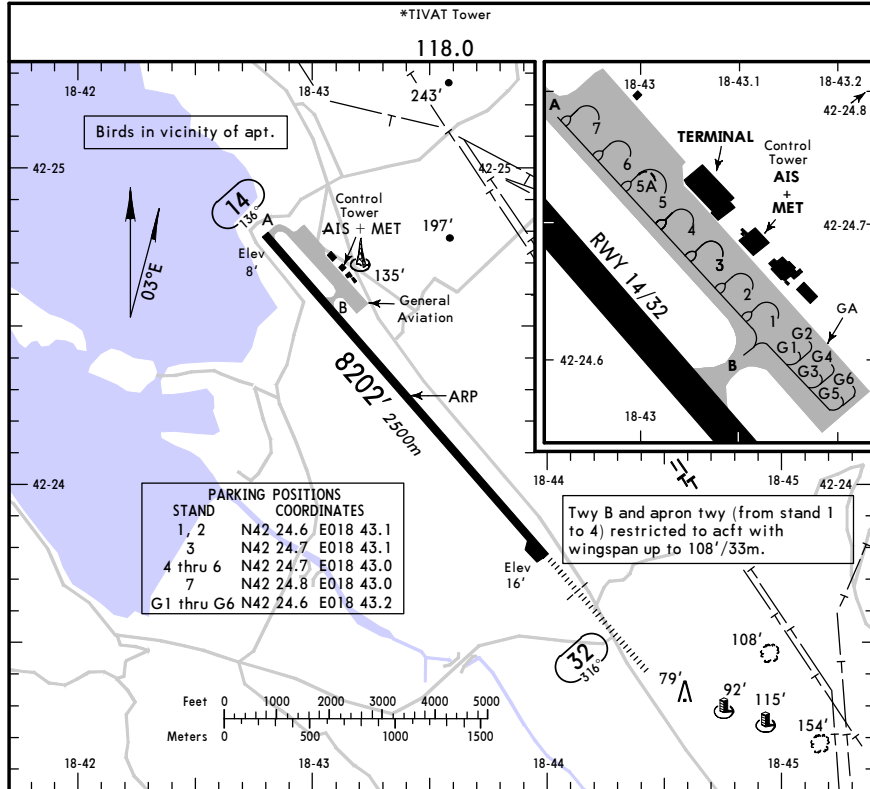 *TIVAT Tower
118.0
18-42
18-43
243'
Birds in vicinity of apt.
42-25
42-25
14
136°
A
Control
Tower
AIS + MET
197'
Elev
8'
135'
03°E
B
General
Aviation
8202' 2500m
ARP
42-24
42-24
18-44
18-45
PARKING POSITIONS
STAND COORDINATES
1, 2 N42 24.6 E018 43.1
3 N42 24.7 E018 43.1
4 thru 6 N42 24.7 E018 43.0
7 N42 24.8 E018 43.0
G1 thru G6 N42 24.6 E018 43.2
Twy B and apron twy (from stand 1
to 4) restricted to acft with
wingspan up to 108'/33m.
Elev
16'
32
316°
108'
79'
92'
115'
154'
Feet 0 1000 2000 3000 4000 5000
Meters 0 500 1000 1500
18-42
18-43
18-44
18-45
18-43
18-43.1
18-43.2
42-24.8
A
7
6
5A
5
4
3
2
1
TERMINAL
Control
Tower
AIS
+
MET
42-24.7
RWY 14/32
GA
G2
G1
G4
G3
G6
G5
42-24.6
B
18-43